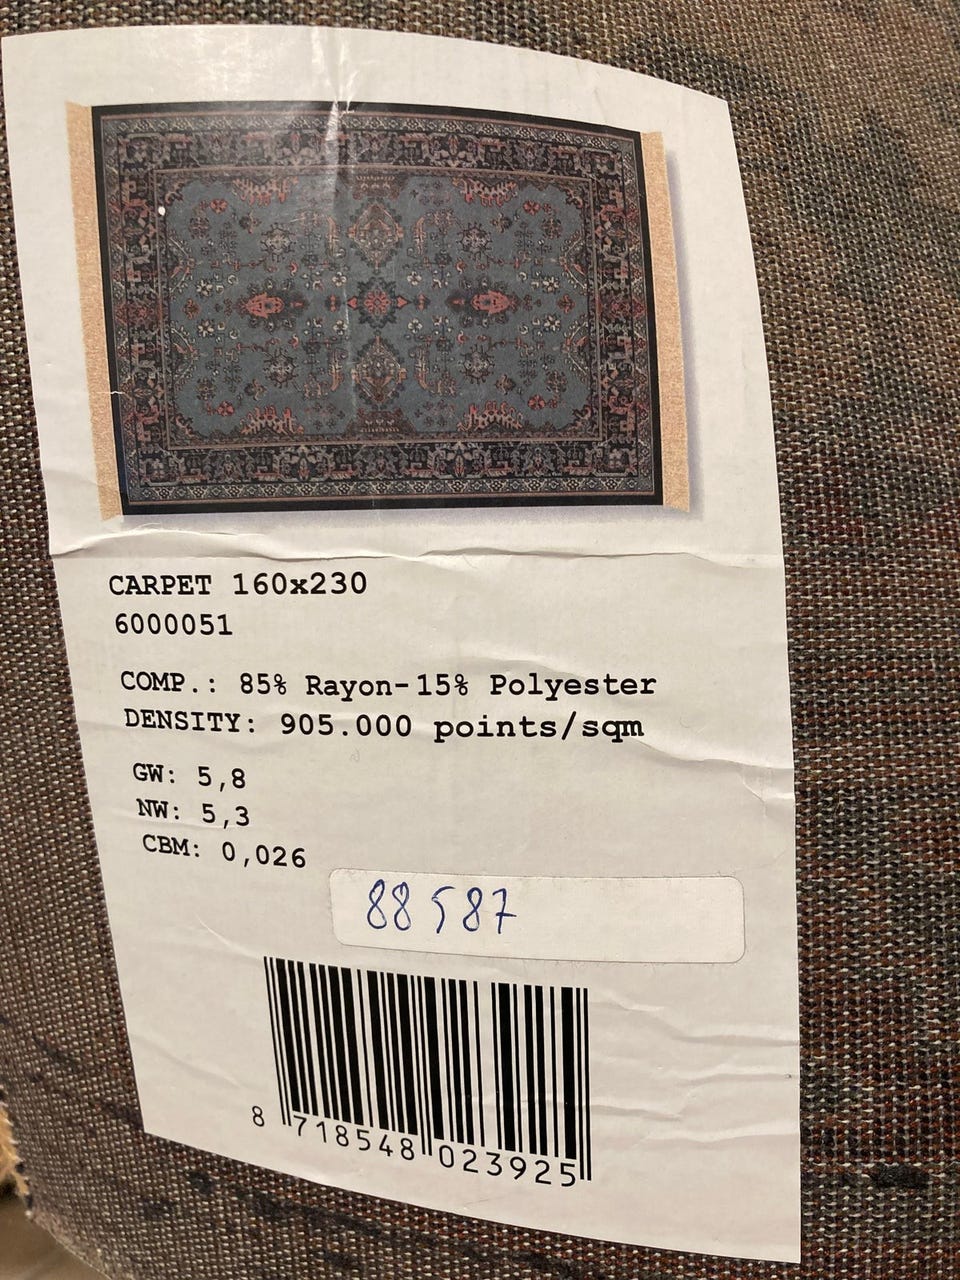 CARPET 160x230
6000051
COMP.: 85% Rayon-15% Polyester
DENSITY: 905.000 points/sqm
GW: 5,8
NW: 5,3
CBM: 0,026
88587
8 718548 023925